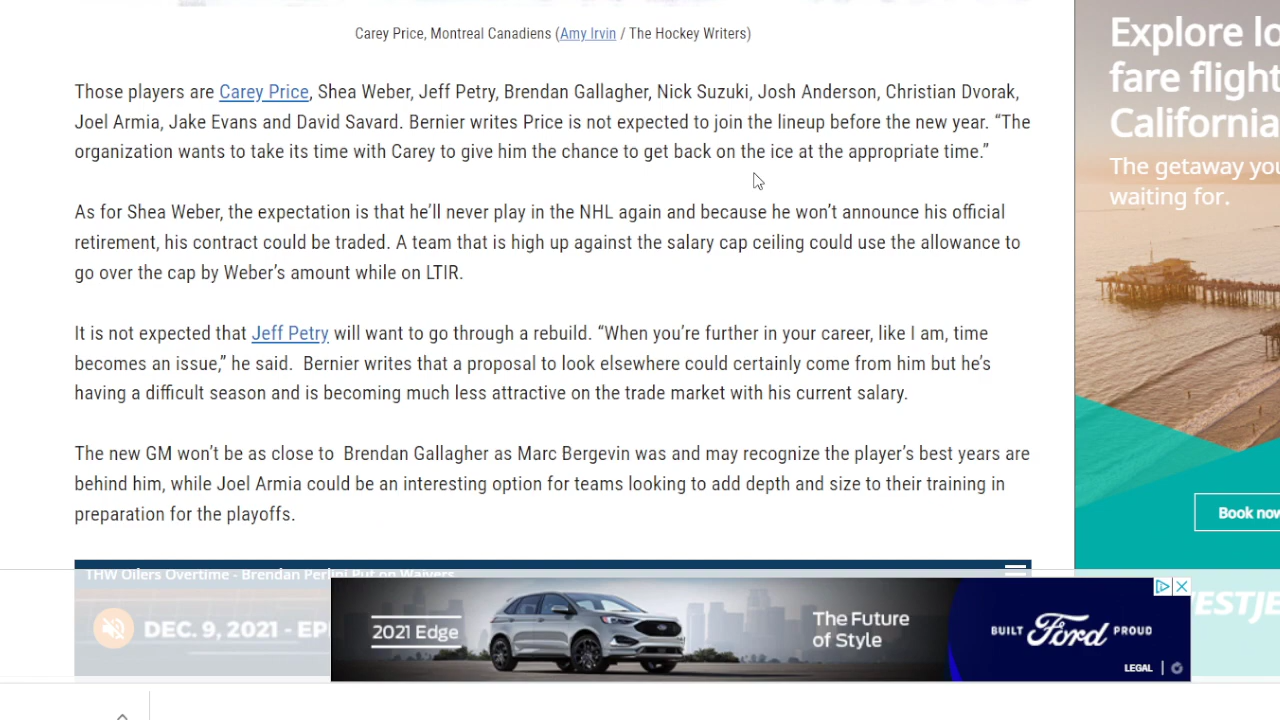 Carey Price, Montreal Canadiens (Amy Irvin / The Hockey Writers)
Those players are Carey Price, Shea Weber, Jeff Petry, Brendan Gallagher, Nick Suzuki, Josh Anderson, Christian Dvorak,
Joel Armia, Jake Evans and David Savard. Bernier writes Price is not expected to join the lineup before the new year. “The
organization wants to take its time with Carey to give him the chance to get back on the ice at the appropriate time.”
As for Shea Weber, the expectation is that he’ll never play in the NHL again and because he won’t announce his official
retirement, his contract could be traded. A team that is high up against the salary cap ceiling could use the allowance to
go over the cap by Weber’s amount while on LTIR.
It is not expected that Jeff Petry will want to go through a rebuild. “When you’re further in your career, like I am, time
becomes an issue,” he said.  Bernier writes that a proposal to look elsewhere could certainly come from him but he’s
having a difficult season and is becoming much less attractive on the trade market with his current salary.
The new GM won’t be as close to  Brendan Gallagher as Marc Bergevin was and may recognize the player’s best years are
behind him, while Joel Armia could be an interesting option for teams looking to add depth and size to their training in
preparation for the playoffs.
THW Oilers Overtime - Brendan Perlini Put on Waivers
DEC. 9, 2021 - EP
2021 Edge
The Future
of Style
BUILT Ford PROUD
LEGAL
Explore lo
fare flight
California
The getaway you
waiting for.
Book now
ESTJE